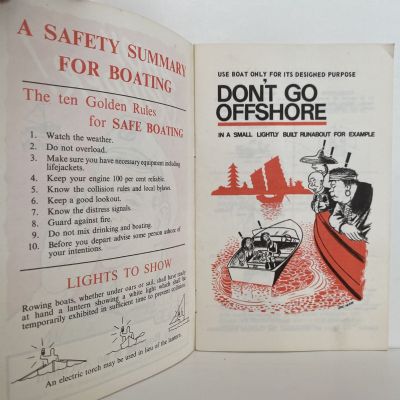 A SAFETY SUMMARY
FOR BOATING
The ten Golden Rules
for SAFE BOATING
1. Watch the weather.
2. Do not overload.
3. Make sure you have necessary equipment including
lifejackets.
4. Keep your engine 100 per cent reliable.
5. Know the collision rules and local bylaws.
6. Keep a good lookout.
7. Know the distress signals.
8. Guard against fire.
9. Do not mix drinking and boating.
10. Before you depart advise some person ashore of
your intentions.
LIGHTS TO SHOW
Rowing boats, whether under oars or sail, shall have ready
at hand a lantern showing a white light which shall be
temporarily exhibited in sufficient time to prevent collision.
An electric torch may be used in lieu of the lantern.
USE BOAT ONLY FOR ITS DESIGNED PURPOSE
DON'T GO
OFFSHORE
IN A SMALL LIGHTLY BUILT RUNABOUT FOR EXAMPLE